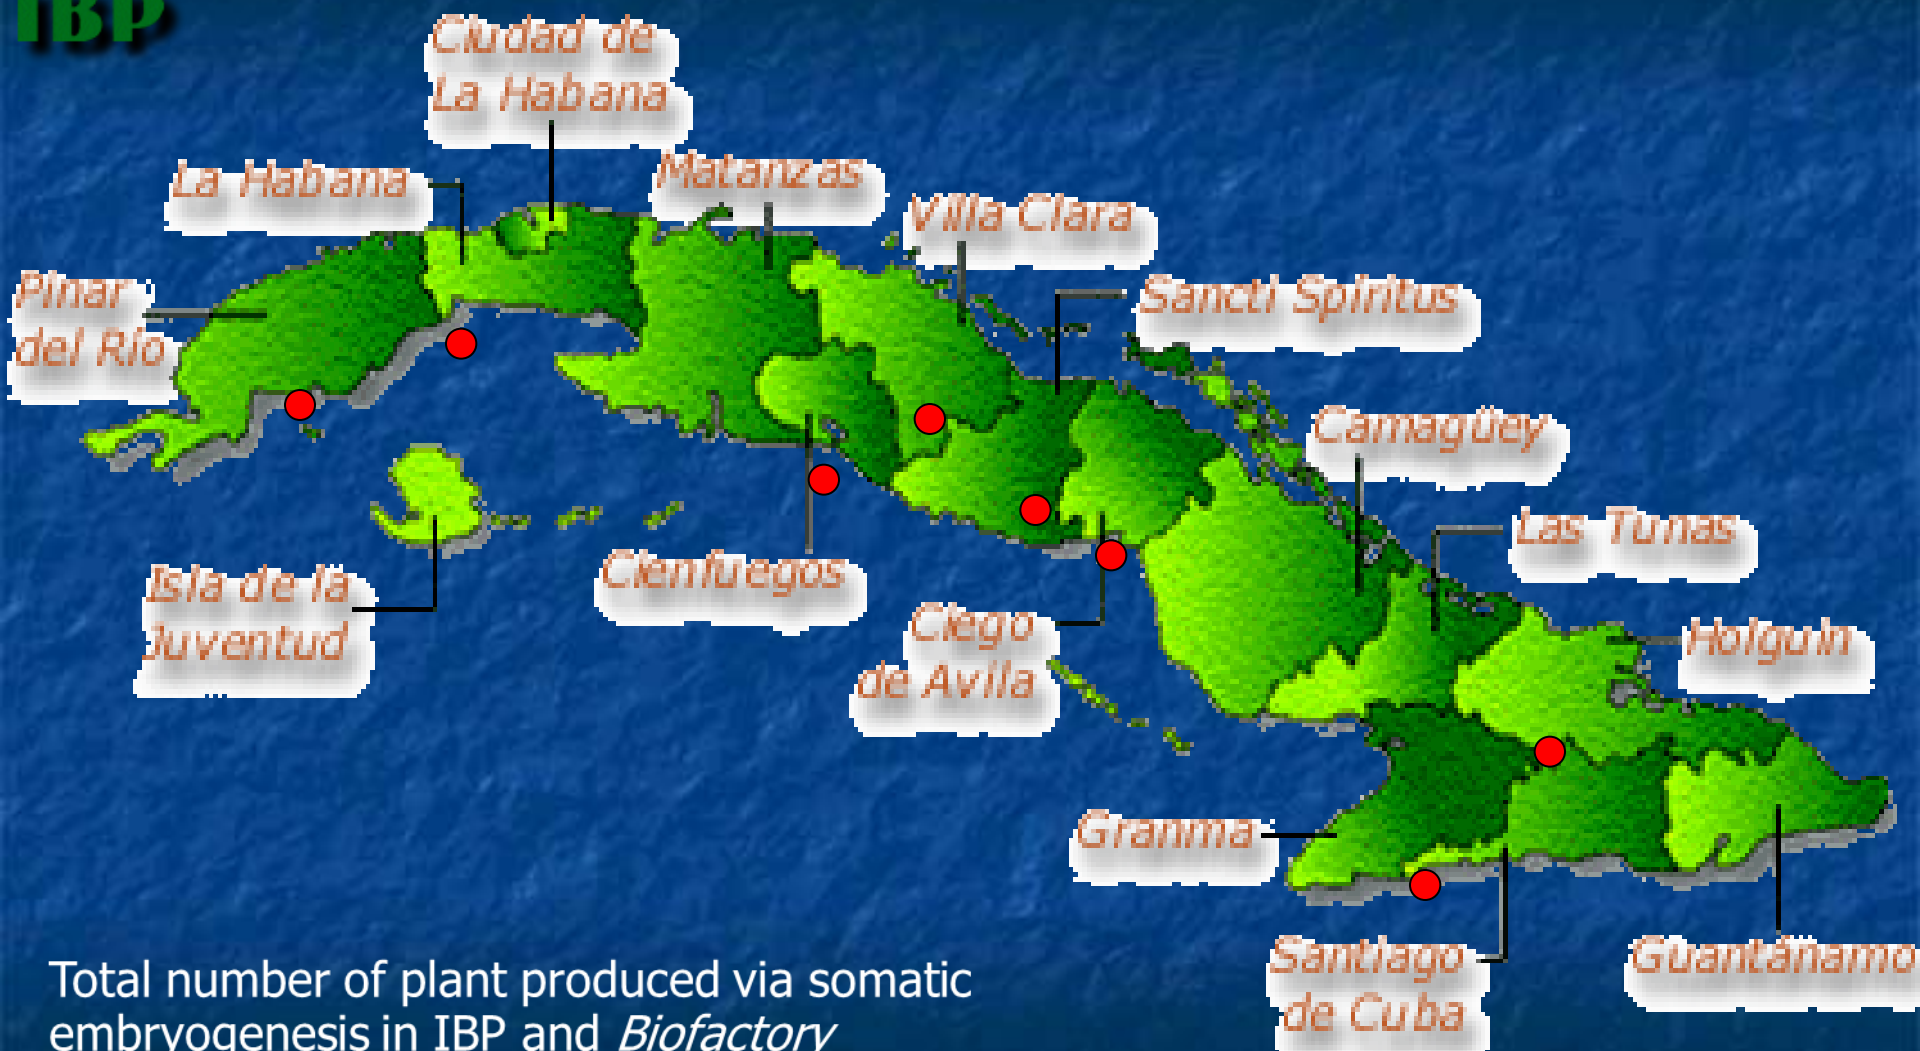 IBP
Ciudad de
La Habana
La Habana
Matanzas
Villa Clara
Pinar
del Río
Sancti Spiritus
Camagüey
Las Tunas
Isla de la
Juventud
Cienfuegos
Ciego
de Avila
Holguin
Granma
Santiago
de Cuba
Guantánamo
Total number of plant produced via somatic
embryogenesis in IBP and Biofactory